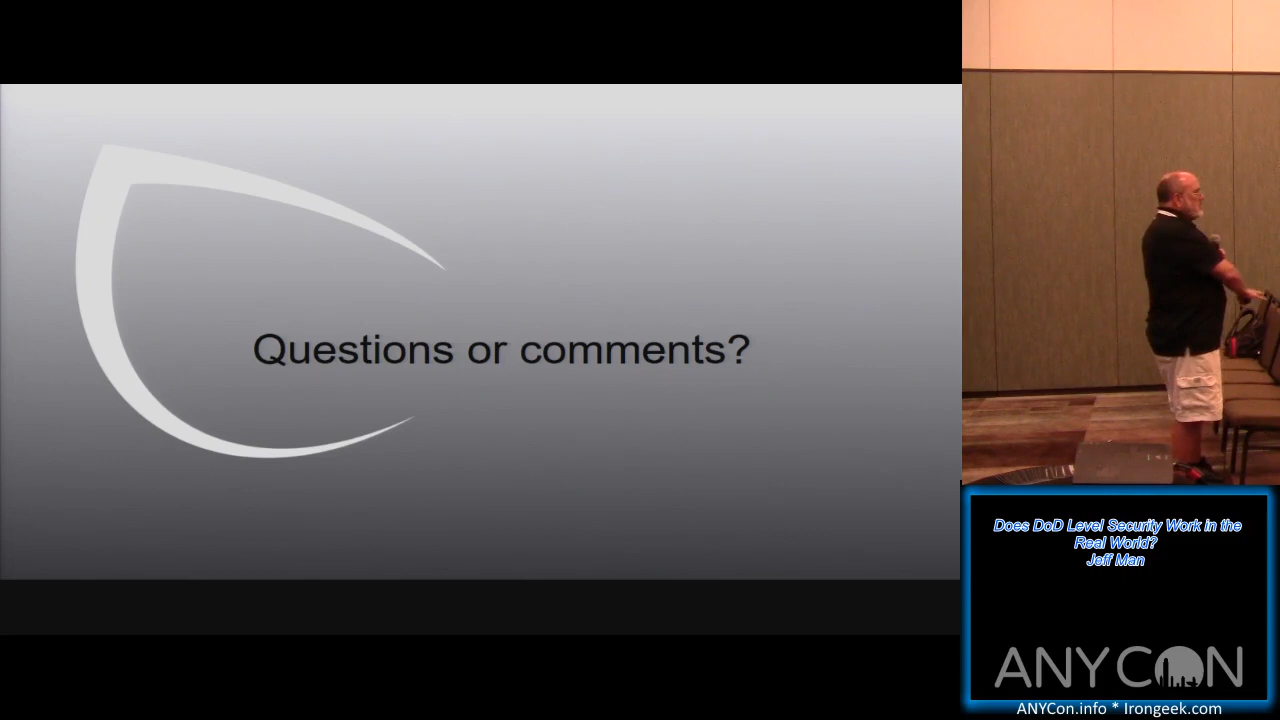 Questions or comments?
Does DoD Level Security Work in the
Real World?
Jeff Man
ANYCON
ANYCon.info * Irongeek.com